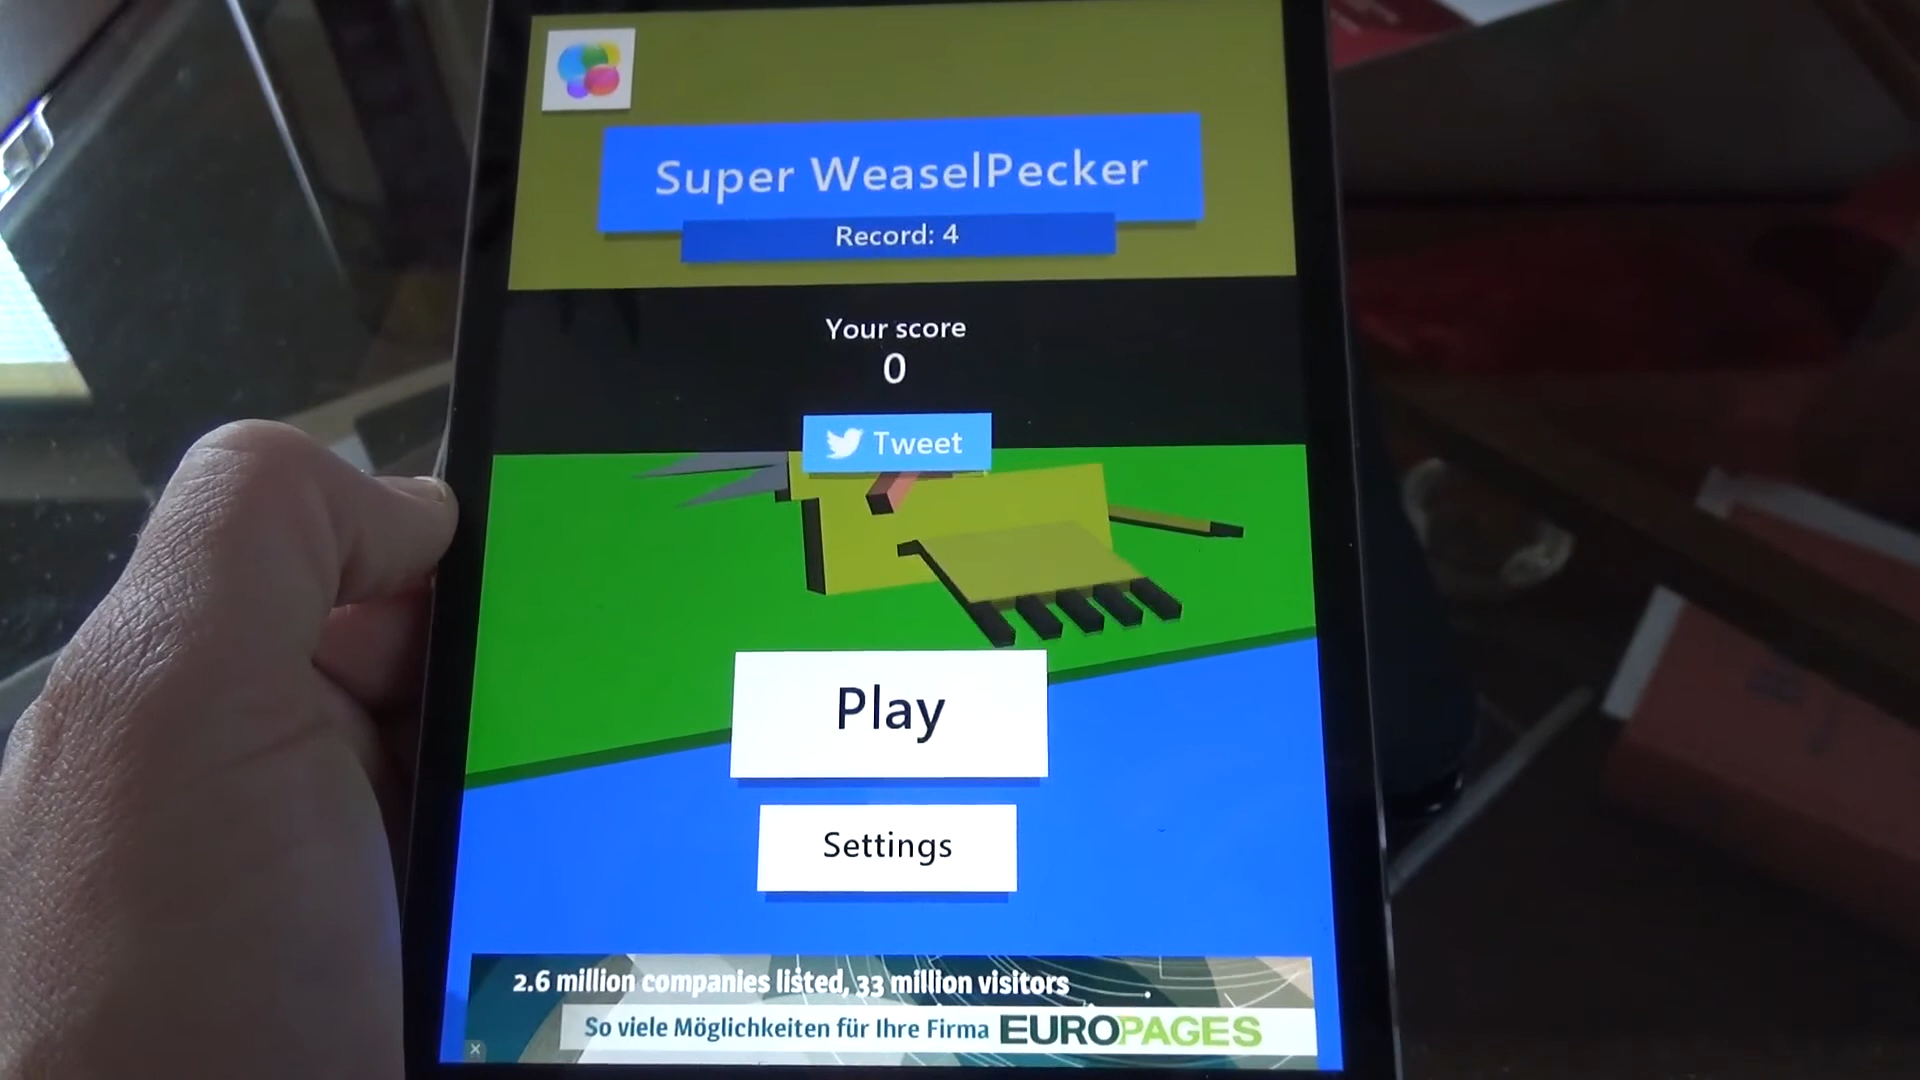 Super WeaselPecker
Record: 4
Your score
0
Tweet
Play
Settings
2.6 million companies listed, 33 million visitors
So viele Möglichkeiten für Ihre Firma EUROPAGES